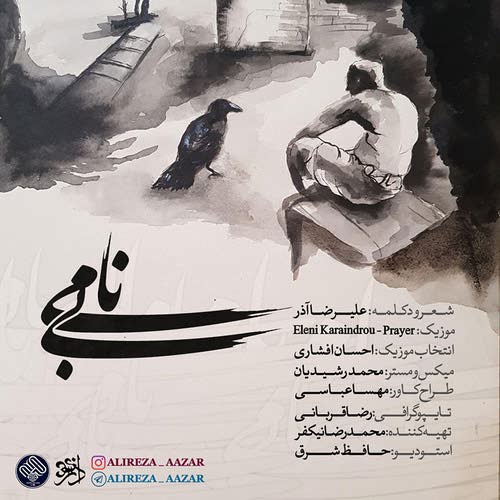 بی نامی
شعر و دکلمه: علیرضا آذر
موزیک: Eleni Karaindrou - Prayer
انتخاب موزیک: احسان افشاری
میکس و مستر: محمد رشیدیان
طراح کاور: مهسا عباسی
تایپوگرافی: رضا قربانی
تهیه کننده: محمدرضا نیکفر
استودیو: حافظ شرق
ALIREZA_AAZAR
ALIREZA_AAZAR